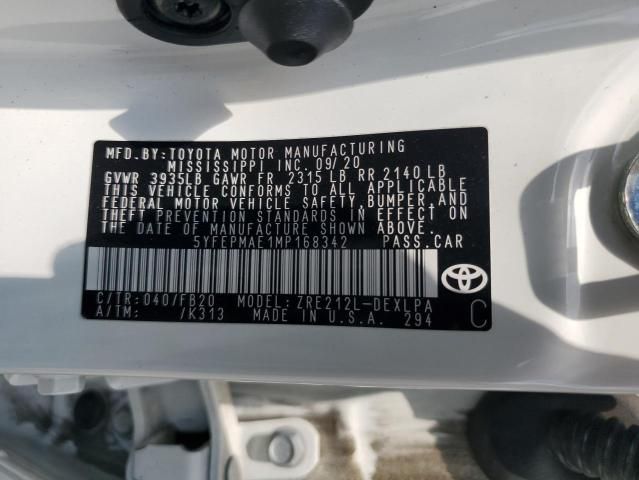 MFD.BY:TOYOTA MOTOR MANUFACTURING
MISSISSIPPI INC. 09/20
GVWR 3935LB GAWR FR 2315 LB RR 2140 LB
THIS VEHICLE CONFORMS TO ALL APPLICABLE
FEDERAL MOTOR VEHICLE SAFETY,BUMPER,AND
THEFT PREVENTION STANDARDS IN EFFECT ON
THE DATE OF MANUFACTURE SHOWN ABOVE.
5YFEPMAE1MP168342 PASS.CAR
C/TR:040/FB20 MODEL:ZRE212L-DEXLPA
A/TM: /K313 MADE IN U.S.A. 294 C